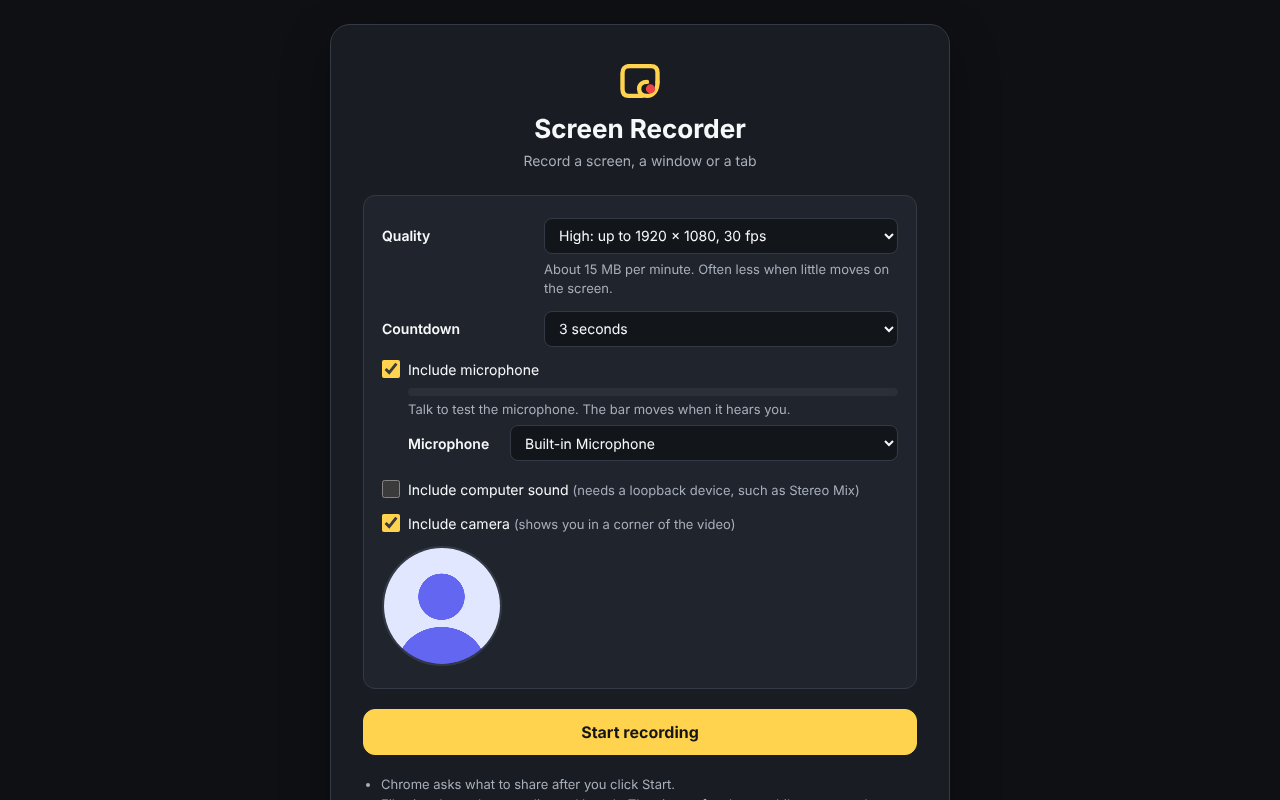 Screen Recorder
Record a screen, a window or a tab
Quality
High: up to 1920 × 1080, 30 fps
About 15 MB per minute. Often less when little moves on
the screen.
Countdown
3 seconds
Include microphone
Talk to test the microphone. The bar moves when it hears you.
Microphone
Built-in Microphone
Include computer sound (needs a loopback device, such as Stereo Mix)
Include camera (shows you in a corner of the video)
Start recording
• Chrome asks what to share after you click Start.